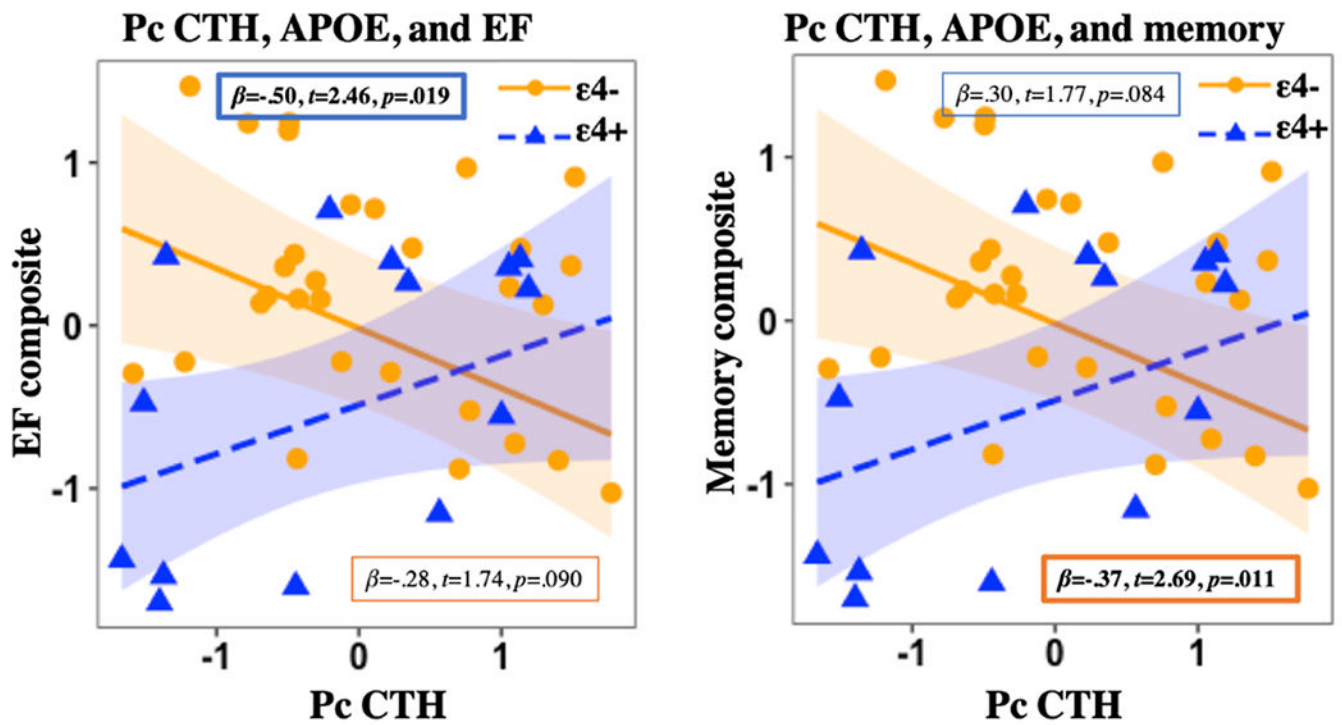 Pc CTH, APOE, and EF
β=-.50, t=2.46, p=.019
ε4-
ε4+
EF composite
1
0
-1
β=-.28, t=1.74, p=.090
-1
0
1
Pc CTH
Pc CTH, APOE, and memory
β=.30, t=1.77, p=.084
ε4-
ε4+
Memory composite
1
0
-1
β=-.37, t=2.69, p=.011
-1
0
1
Pc CTH